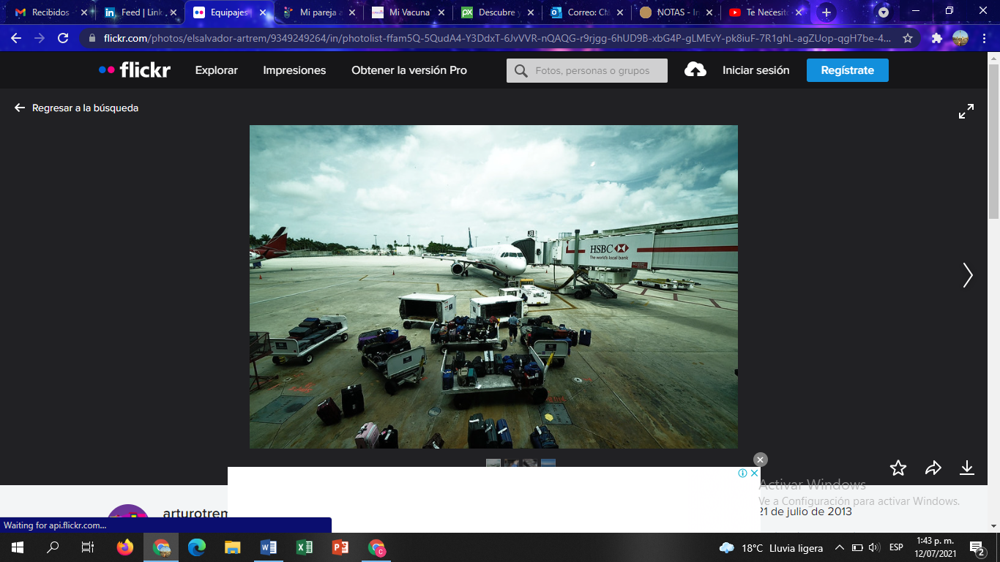 Recibidos
Feed | Link
Equipajes |
Mi pareja a
Mi Vacuna
Descubre y
Correo: Cla
NOTAS - In
Te Necesito
flickr.com/photos/elsalvador-artrem/9349249264/in/photolist-ffam5Q-5QudA4-Y3DdxT-6JvVVR-nQAQG-r9rjgg-6hUD9B-xbG4P-gLMEvY-pk8iuF-7R1ghL-agZUop-qgH7be-4...
flickr
Explorar
Impresiones
Obtener la versión Pro
Fotos, personas o grupos
Iniciar sesión
Regístrate
Regresar a la búsqueda
HSBC
The world's local bank
Activar Windows
Ve a Configuración para activar Windows.
arturotrem
21 de julio de 2013
Waiting for api.flickr.com...
18°C Lluvia ligera
ESP
1:43 p. m.
12/07/2021
2